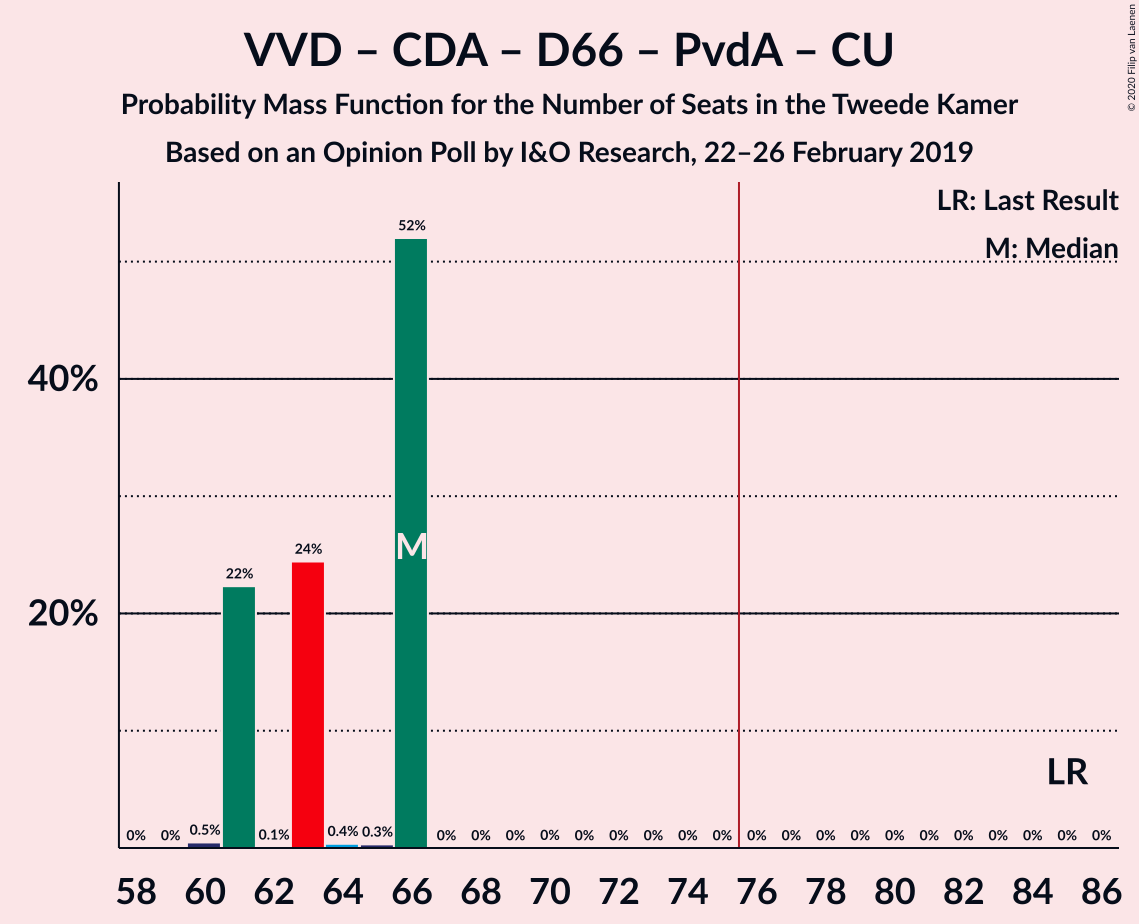 VVD – CDA – D66 – PvdA – CU
Probability Mass Function for the Number of Seats in the Tweede Kamer
Based on an Opinion Poll by I&O Research, 22–26 February 2019
© 2020 Filip van Laenen
LR: Last Result
M: Median
52%
40%
24%
M
22%
20%
LR
0% 0% 0.5% 0.1% 0.4% 0.3% 0% 0% 0% 0% 0% 0% 0% 0% 0% 0% 0% 0% 0% 0% 0% 0% 0% 0% 0% 0%
58 60 62 64 66 68 70 72 74 76 78 80 82 84 86